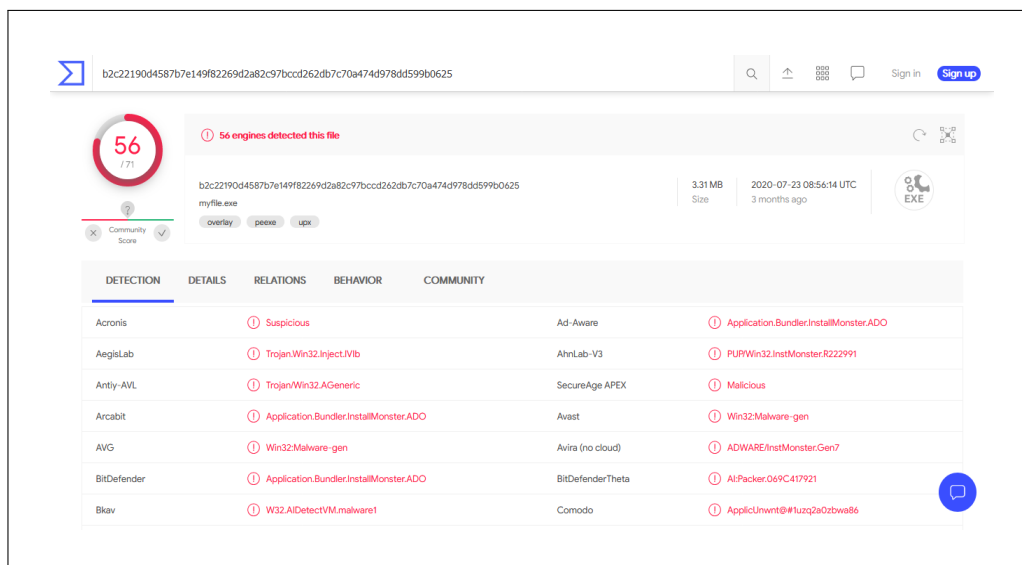 b2c22190d4587b7e149f82269d2a82c97bccd262db7c70a474d978dd599b0625
Sign in
Sign up
56
/ 71
?
Community
Score
56 engines detected this file
b2c22190d4587b7e149f82269d2a82c97bccd262db7c70a474d978dd599b0625
myfile.exe
overlay peexe upx
3.31 MB
Size
2020-07-23 08:56:14 UTC
3 months ago
EXE
DETECTION DETAILS RELATIONS BEHAVIOR COMMUNITY
Acronis Suspicious Ad-Aware Application.Bundler.InstallMonster.ADO
AegisLab Trojan.Win32.Inject.lVIb AhnLab-V3 PUP/Win32.InstMonster.R222991
Antiy-AVL Trojan/Win32.AGeneric SecureAge APEX Malicious
Arcabit Application.Bundler.InstallMonster.ADO Avast Win32:Malware-gen
AVG Win32:Malware-gen Avira (no cloud) ADWARE/InstMonster.Gen7
BitDefender Application.Bundler.InstallMonster.ADO BitDefenderTheta AI:Packer.069C417921
Bkav W32.AIDetectVM.malware1 Comodo ApplicUnwnt@#1uzq2a0zbwa86